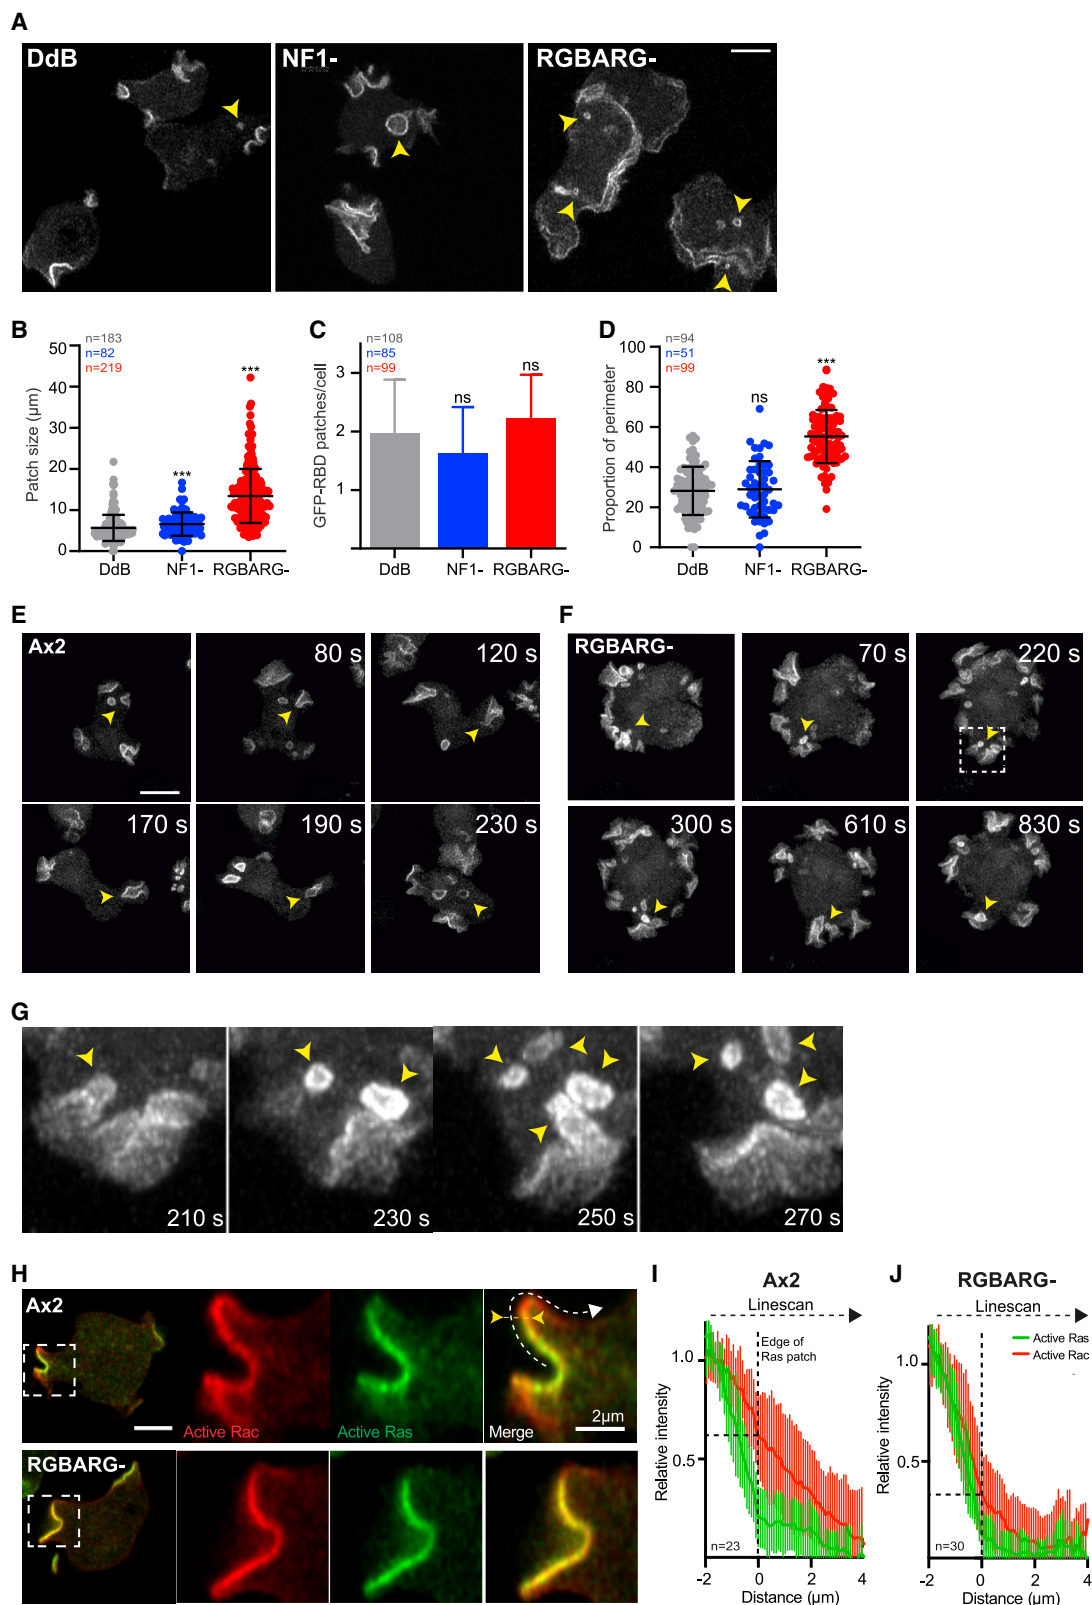 A
DdB
NF1-
RGBARG-
B
n=183
n=82
n=219
Patch size (µm)
50
40
30
20
10
0
***
***
DdB
NF1-
RGBARG-
C
n=108
n=85
n=99
GFP-RBD patches/cell
3
2
1
ns
ns
DdB
NF1-
RGBARG-
D
n=94
n=51
n=99
Proportion of perimeter
100
80
60
40
20
0
ns
***
DdB
NF1-
RGBARG-
E
Ax2
80 s
120 s
170 s
190 s
230 s
F
RGBARG-
70 s
220 s
300 s
610 s
830 s
G
210 s
230 s
250 s
270 s
H
Ax2
Active Rac
Active Ras
Merge
2µm
RGBARG-
I
Ax2
Linescan
Edge of
Ras patch
Relative intensity
1.0
0.5
n=23
-2
0
2
4
Distance (µm)
J
RGBARG-
Linescan
Active Ras
Active Rac
Relative intensity
1.0
0.5
n=30
-2
0
2
4
Distance (µm)